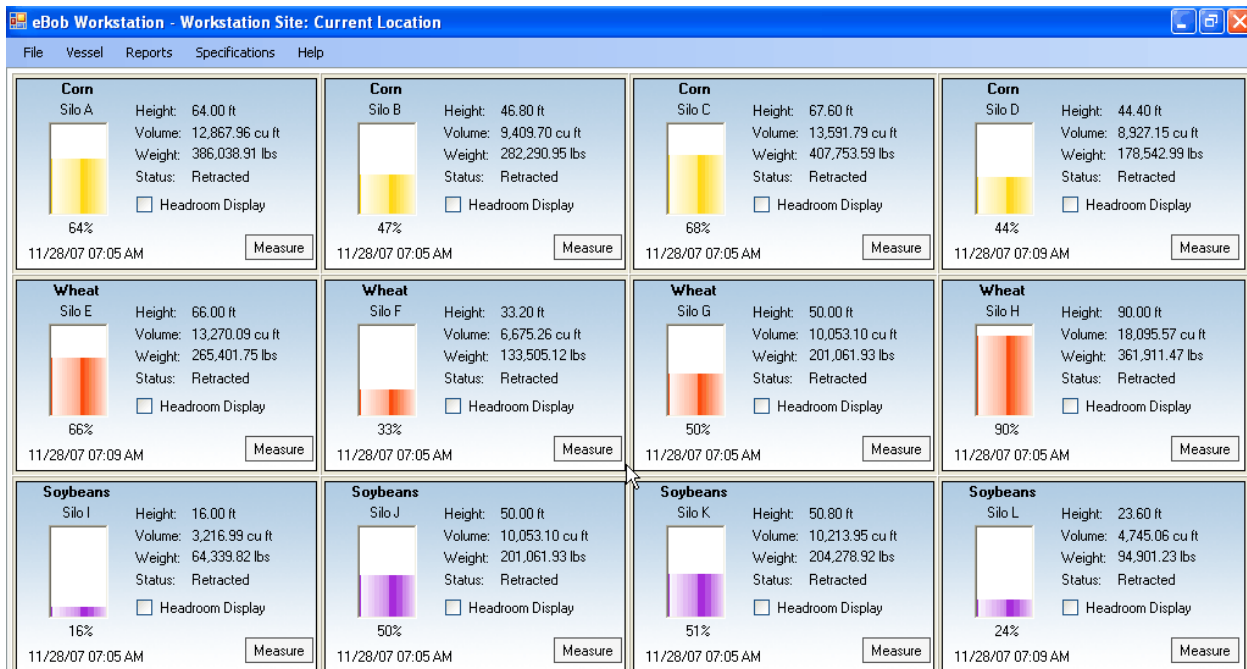 eBob Workstation - Workstation Site: Current Location
File Vessel Reports Specifications Help
Corn
Silo A
Height: 64.00 ft
Volume: 12,867.96 cu ft
Weight: 386,038.91 lbs
Status: Retracted
Headroom Display
64%
11/28/07 07:05 AM
Measure
Corn
Silo B
Height: 46.80 ft
Volume: 9,409.70 cu ft
Weight: 282,290.95 lbs
Status: Retracted
Headroom Display
47%
11/28/07 07:05 AM
Measure
Corn
Silo C
Height: 67.60 ft
Volume: 13,591.79 cu ft
Weight: 407,753.59 lbs
Status: Retracted
Headroom Display
68%
11/28/07 07:05 AM
Measure
Corn
Silo D
Height: 44.40 ft
Volume: 8,927.15 cu ft
Weight: 178,542.99 lbs
Status: Retracted
Headroom Display
44%
11/28/07 07:09 AM
Measure
Wheat
Silo E
Height: 66.00 ft
Volume: 13,270.09 cu ft
Weight: 265,401.75 lbs
Status: Retracted
Headroom Display
66%
11/28/07 07:09 AM
Measure
Wheat
Silo F
Height: 33.20 ft
Volume: 6,675.26 cu ft
Weight: 133,505.12 lbs
Status: Retracted
Headroom Display
33%
11/28/07 07:05 AM
Measure
Wheat
Silo G
Height: 50.00 ft
Volume: 10,053.10 cu ft
Weight: 201,061.93 lbs
Status: Retracted
Headroom Display
50%
11/28/07 07:05 AM
Measure
Wheat
Silo H
Height: 90.00 ft
Volume: 18,095.57 cu ft
Weight: 361,911.47 lbs
Status: Retracted
Headroom Display
90%
11/28/07 07:05 AM
Measure
Soybeans
Silo I
Height: 16.00 ft
Volume: 3,216.99 cu ft
Weight: 64,339.82 lbs
Status: Retracted
Headroom Display
16%
11/28/07 07:05 AM
Measure
Soybeans
Silo J
Height: 50.00 ft
Volume: 10,053.10 cu ft
Weight: 201,061.93 lbs
Status: Retracted
Headroom Display
50%
11/28/07 07:05 AM
Measure
Soybeans
Silo K
Height: 50.80 ft
Volume: 10,213.95 cu ft
Weight: 204,278.92 lbs
Status: Retracted
Headroom Display
51%
11/28/07 07:05 AM
Measure
Soybeans
Silo L
Height: 23.60 ft
Volume: 4,745.06 cu ft
Weight: 94,901.23 lbs
Status: Retracted
Headroom Display
24%
11/28/07 07:09 AM
Measure